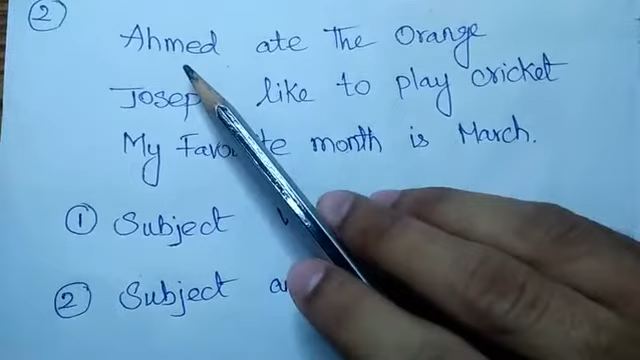 ②
Ahmed ate The Orange
like to play cricket
My month is March.
① Subject
② Subject